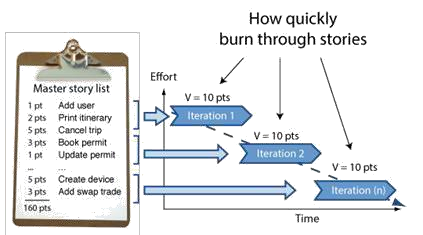 How quickly
burn through stories
Master story list
1 pt Add user
2 pts Print itinerary
5 pts Cancel trip
3 pts Book permit
1 pt Update permit
... ...
5 pts Create device
3 pts Add swap trade
160 pts
Effort
V = 10 pts
Iteration 1
V = 10 pts
Iteration 2
V = 10 pts
Iteration (n)
Time